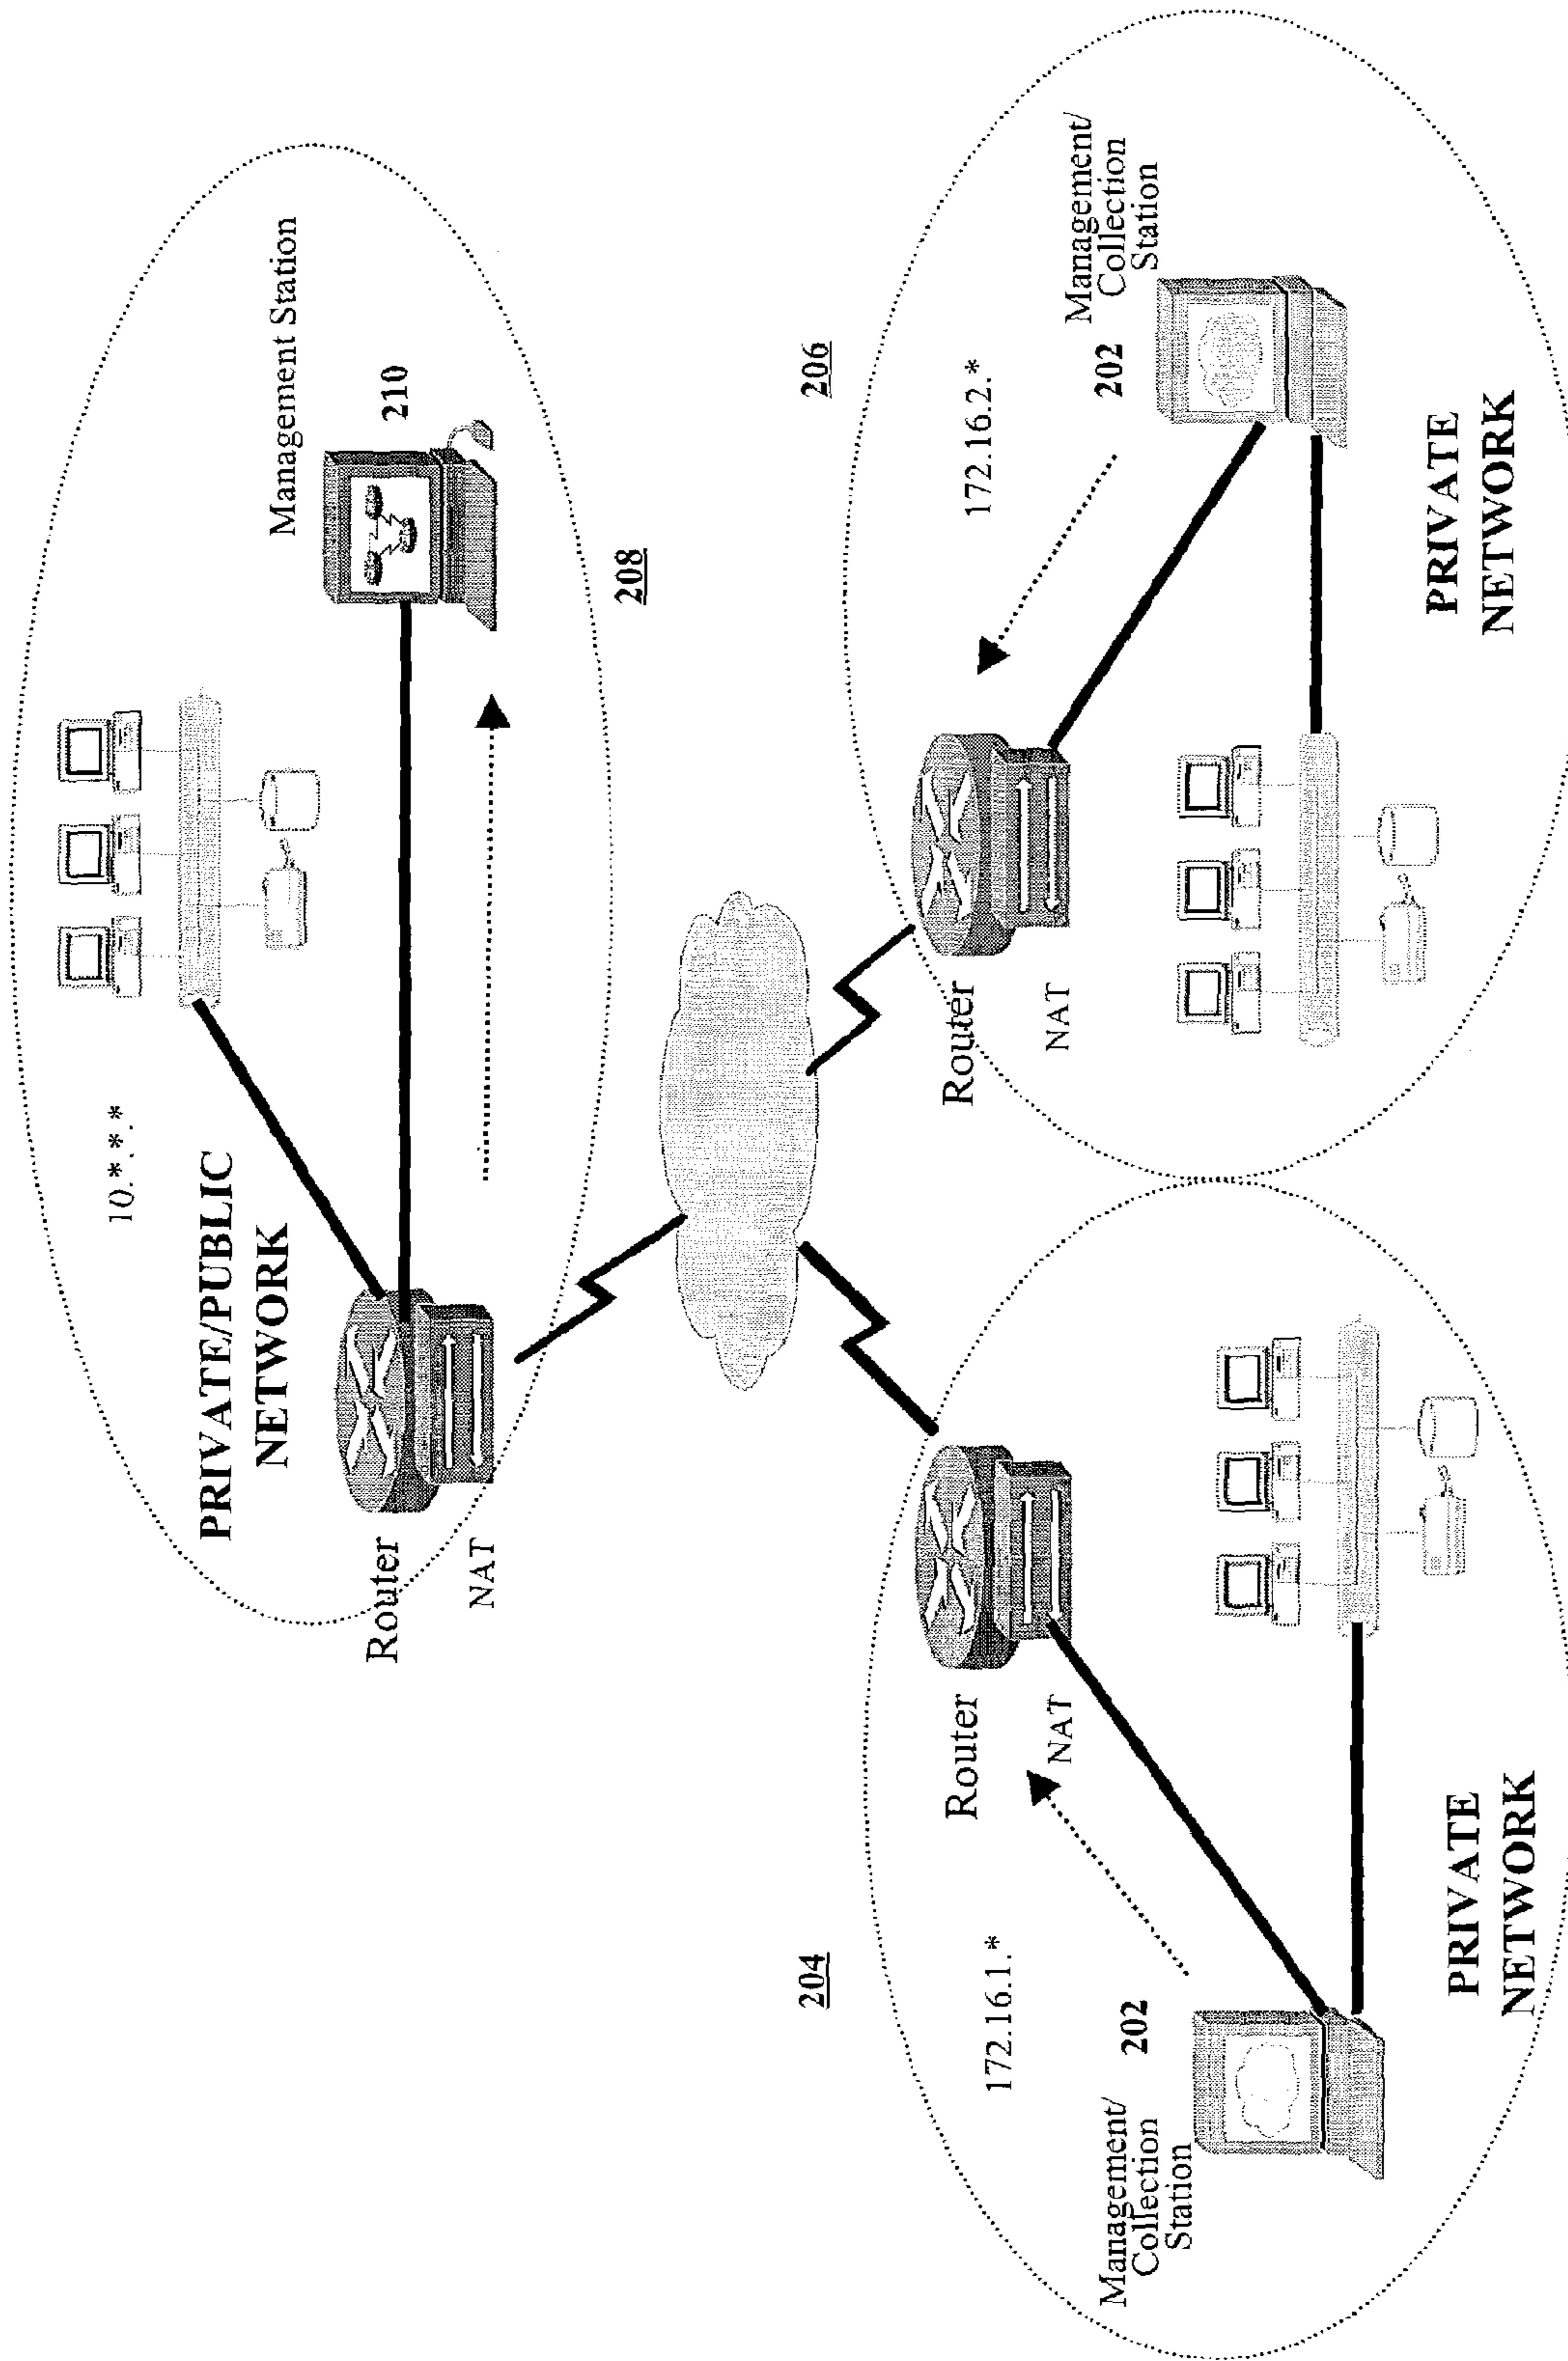 10.*.*.*
PRIVATE/PUBLIC
NETWORK
Management Station
210
Router
NAT
208
204
206
172.16.1.*
172.16.2.*
Router
NAT
Router
NAT
Management/
Collection
Station
202
Management/
Collection
Station
202
PRIVATE
NETWORK
PRIVATE
NETWORK